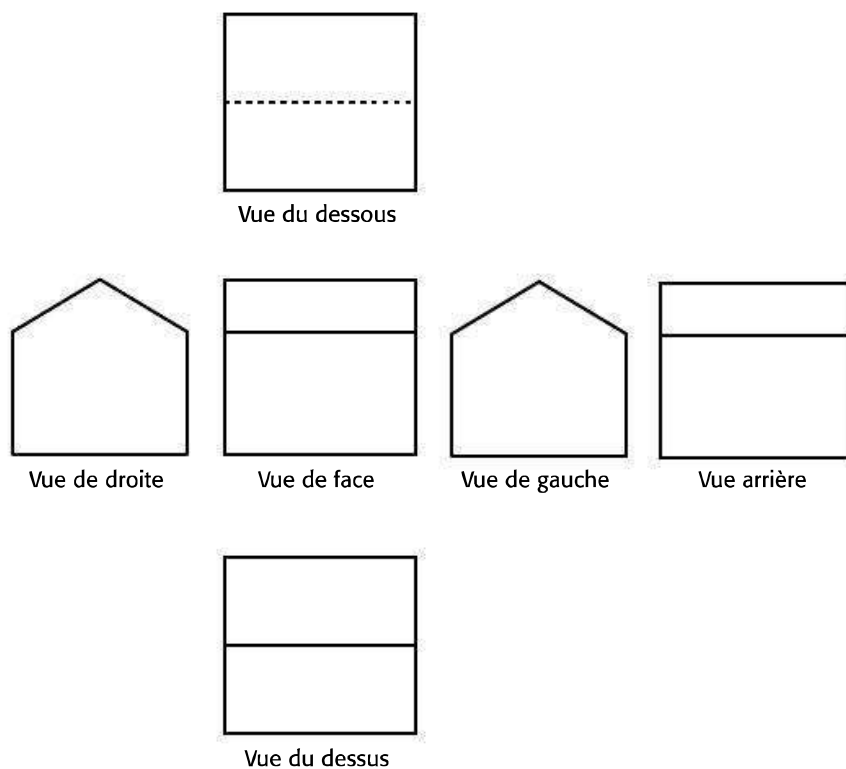 Vue du dessous
Vue de droite
Vue de face
Vue de gauche
Vue arrière
Vue du dessus